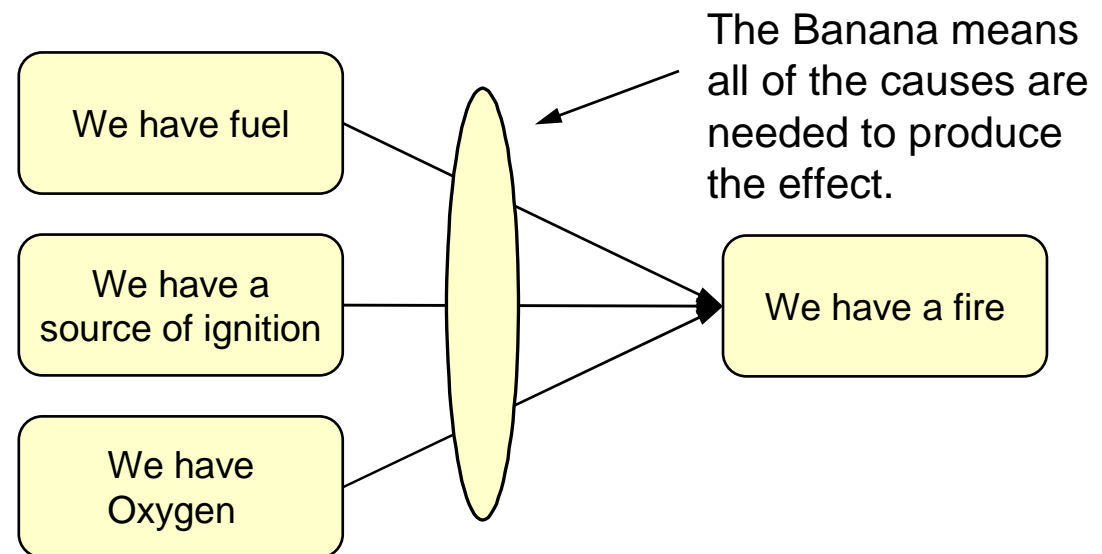 The Banana means
all of the causes are
needed to produce
the effect.
We have fuel
We have a
source of ignition
We have a fire
We have
Oxygen